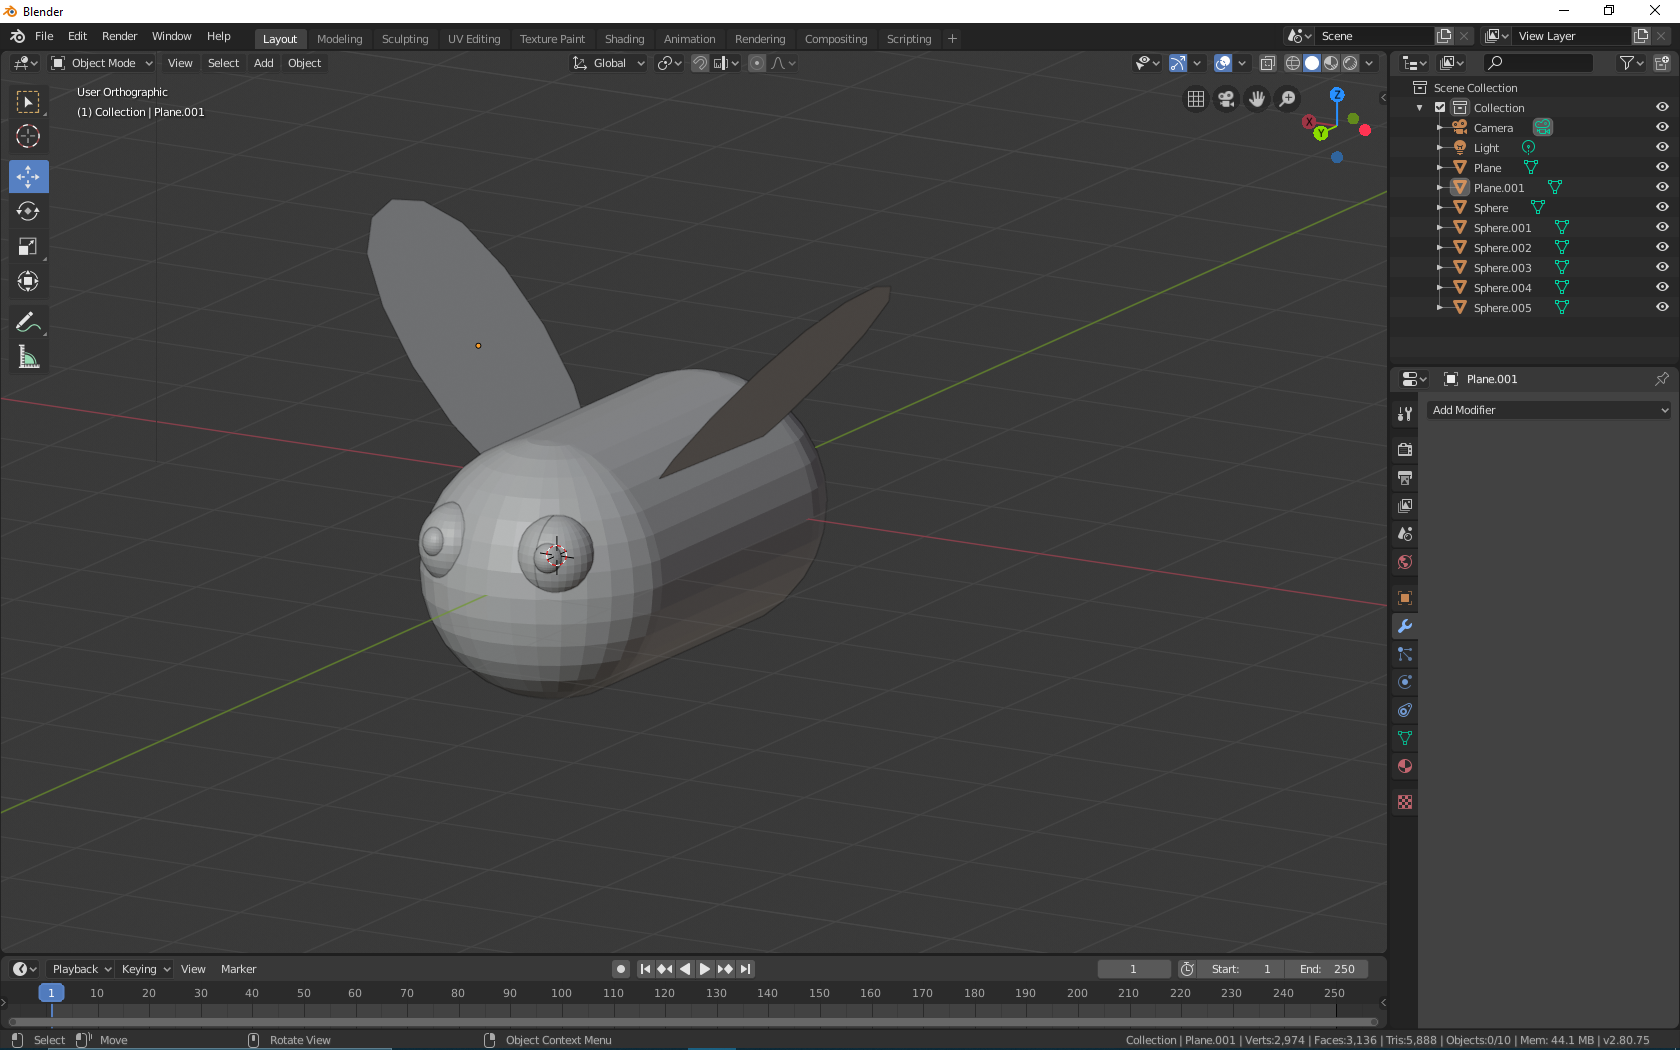 Blender
File Edit Render Window Help
Layout Modeling Sculpting UV Editing Texture Paint Shading Animation Rendering Compositing Scripting +
Scene
View Layer
Object Mode View Select Add Object
Global
User Orthographic
(1) Collection | Plane.001
Z
X
Y
Scene Collection
Collection
Camera
Light
Plane
Plane.001
Sphere
Sphere.001
Sphere.002
Sphere.003
Sphere.004
Sphere.005
Plane.001
Add Modifier
Playback Keying View Marker
1
Start: 1
End: 250
1 10 20 30 40 50 60 70 80 90 100 110 120 130 140 150 160 170 180 190 200 210 220 230 240 250
Select Move Rotate View Object Context Menu
Collection | Plane.001 | Verts:2,974 | Faces:3,136 | Tris:5,888 | Objects:0/10 | Mem: 44.1 MB | v2.80.75